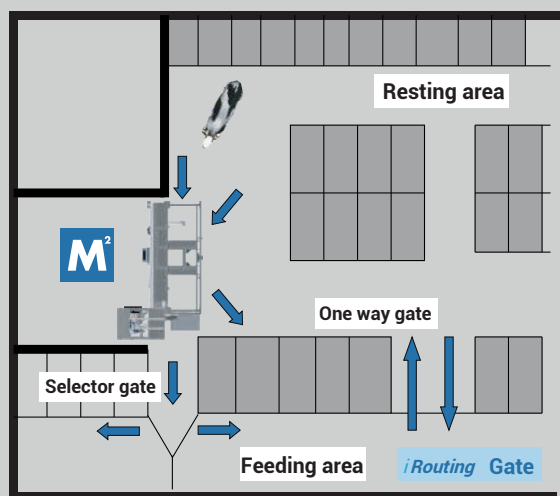 Resting area
M²
One way gate
Selector gate
Feeding area
iRouting Gate